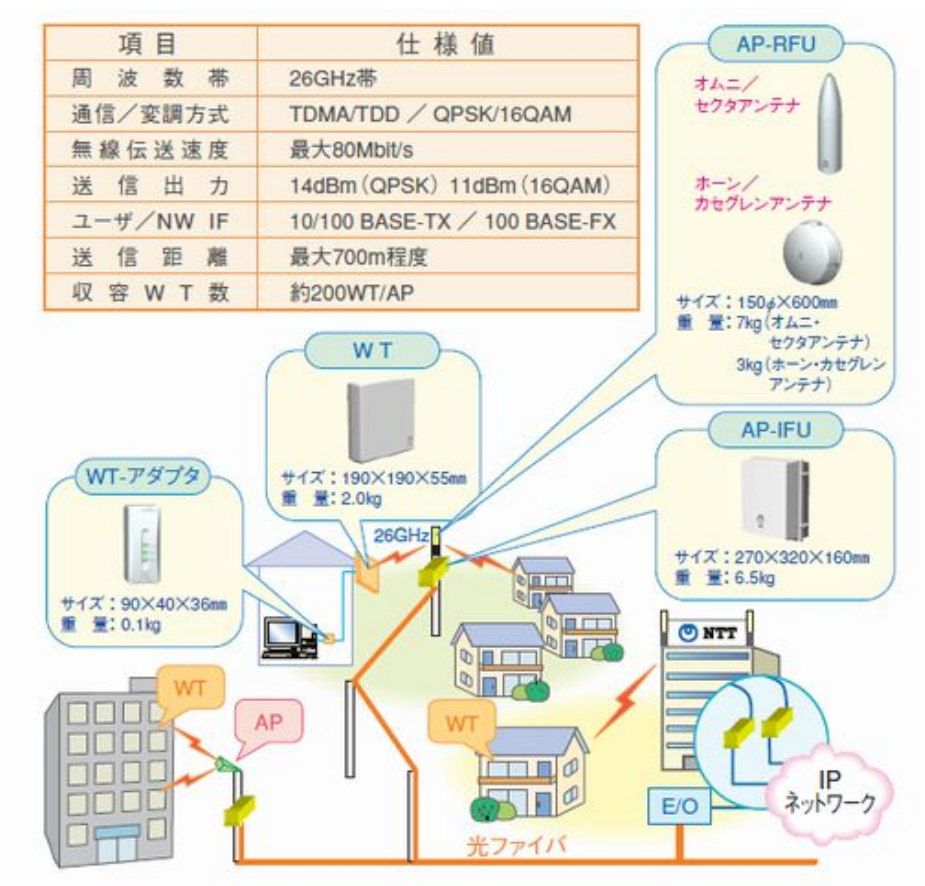 項目 仕様値
周波数帯 26GHz帯
通信/変調方式 TDMA/TDD / QPSK/16QAM
無線伝送速度 最大80Mbit/s
送信出力 14dBm(QPSK) 11dBm(16QAM)
ユーザ/NW IF 10/100 BASE-TX / 100 BASE-FX
送信距離 最大700m程度
収容WT数 約200WT/AP
AP-RFU
オムニ/
セクタアンテナ
ホーン/
カセグレンアンテナ
サイズ:150φ×600mm
重量:7kg(オムニ・
セクタアンテナ)
3kg(ホーン・カセグレン
アンテナ)
WT
サイズ:190×190×55mm
重量:2.0kg
AP-IFU
サイズ:270×320×160mm
重量:6.5kg
WT-アダプタ
サイズ:90×40×36mm
重量:0.1kg
26GHz
NTT
WT
AP
WT
E/O
IP
ネットワーク
光ファイバ